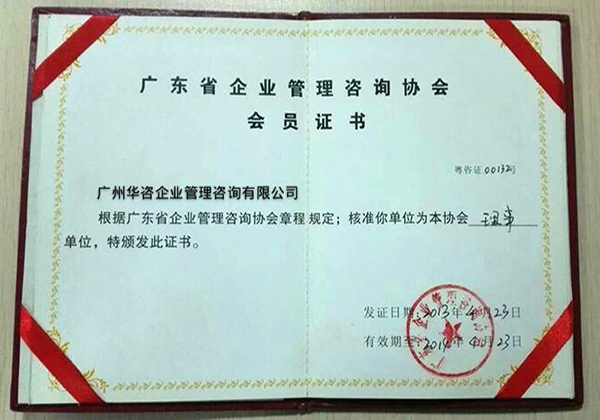 广东省企业管理咨询协会
会员证书
粤咨证00132号
广州华咨企业管理咨询有限公司
根据广东省企业管理咨询协会章程规定；核准你单位为本协会 理事
单位，特颁发此证书。
发证日期：2013年4月23日
有效期至：2014年4月23日